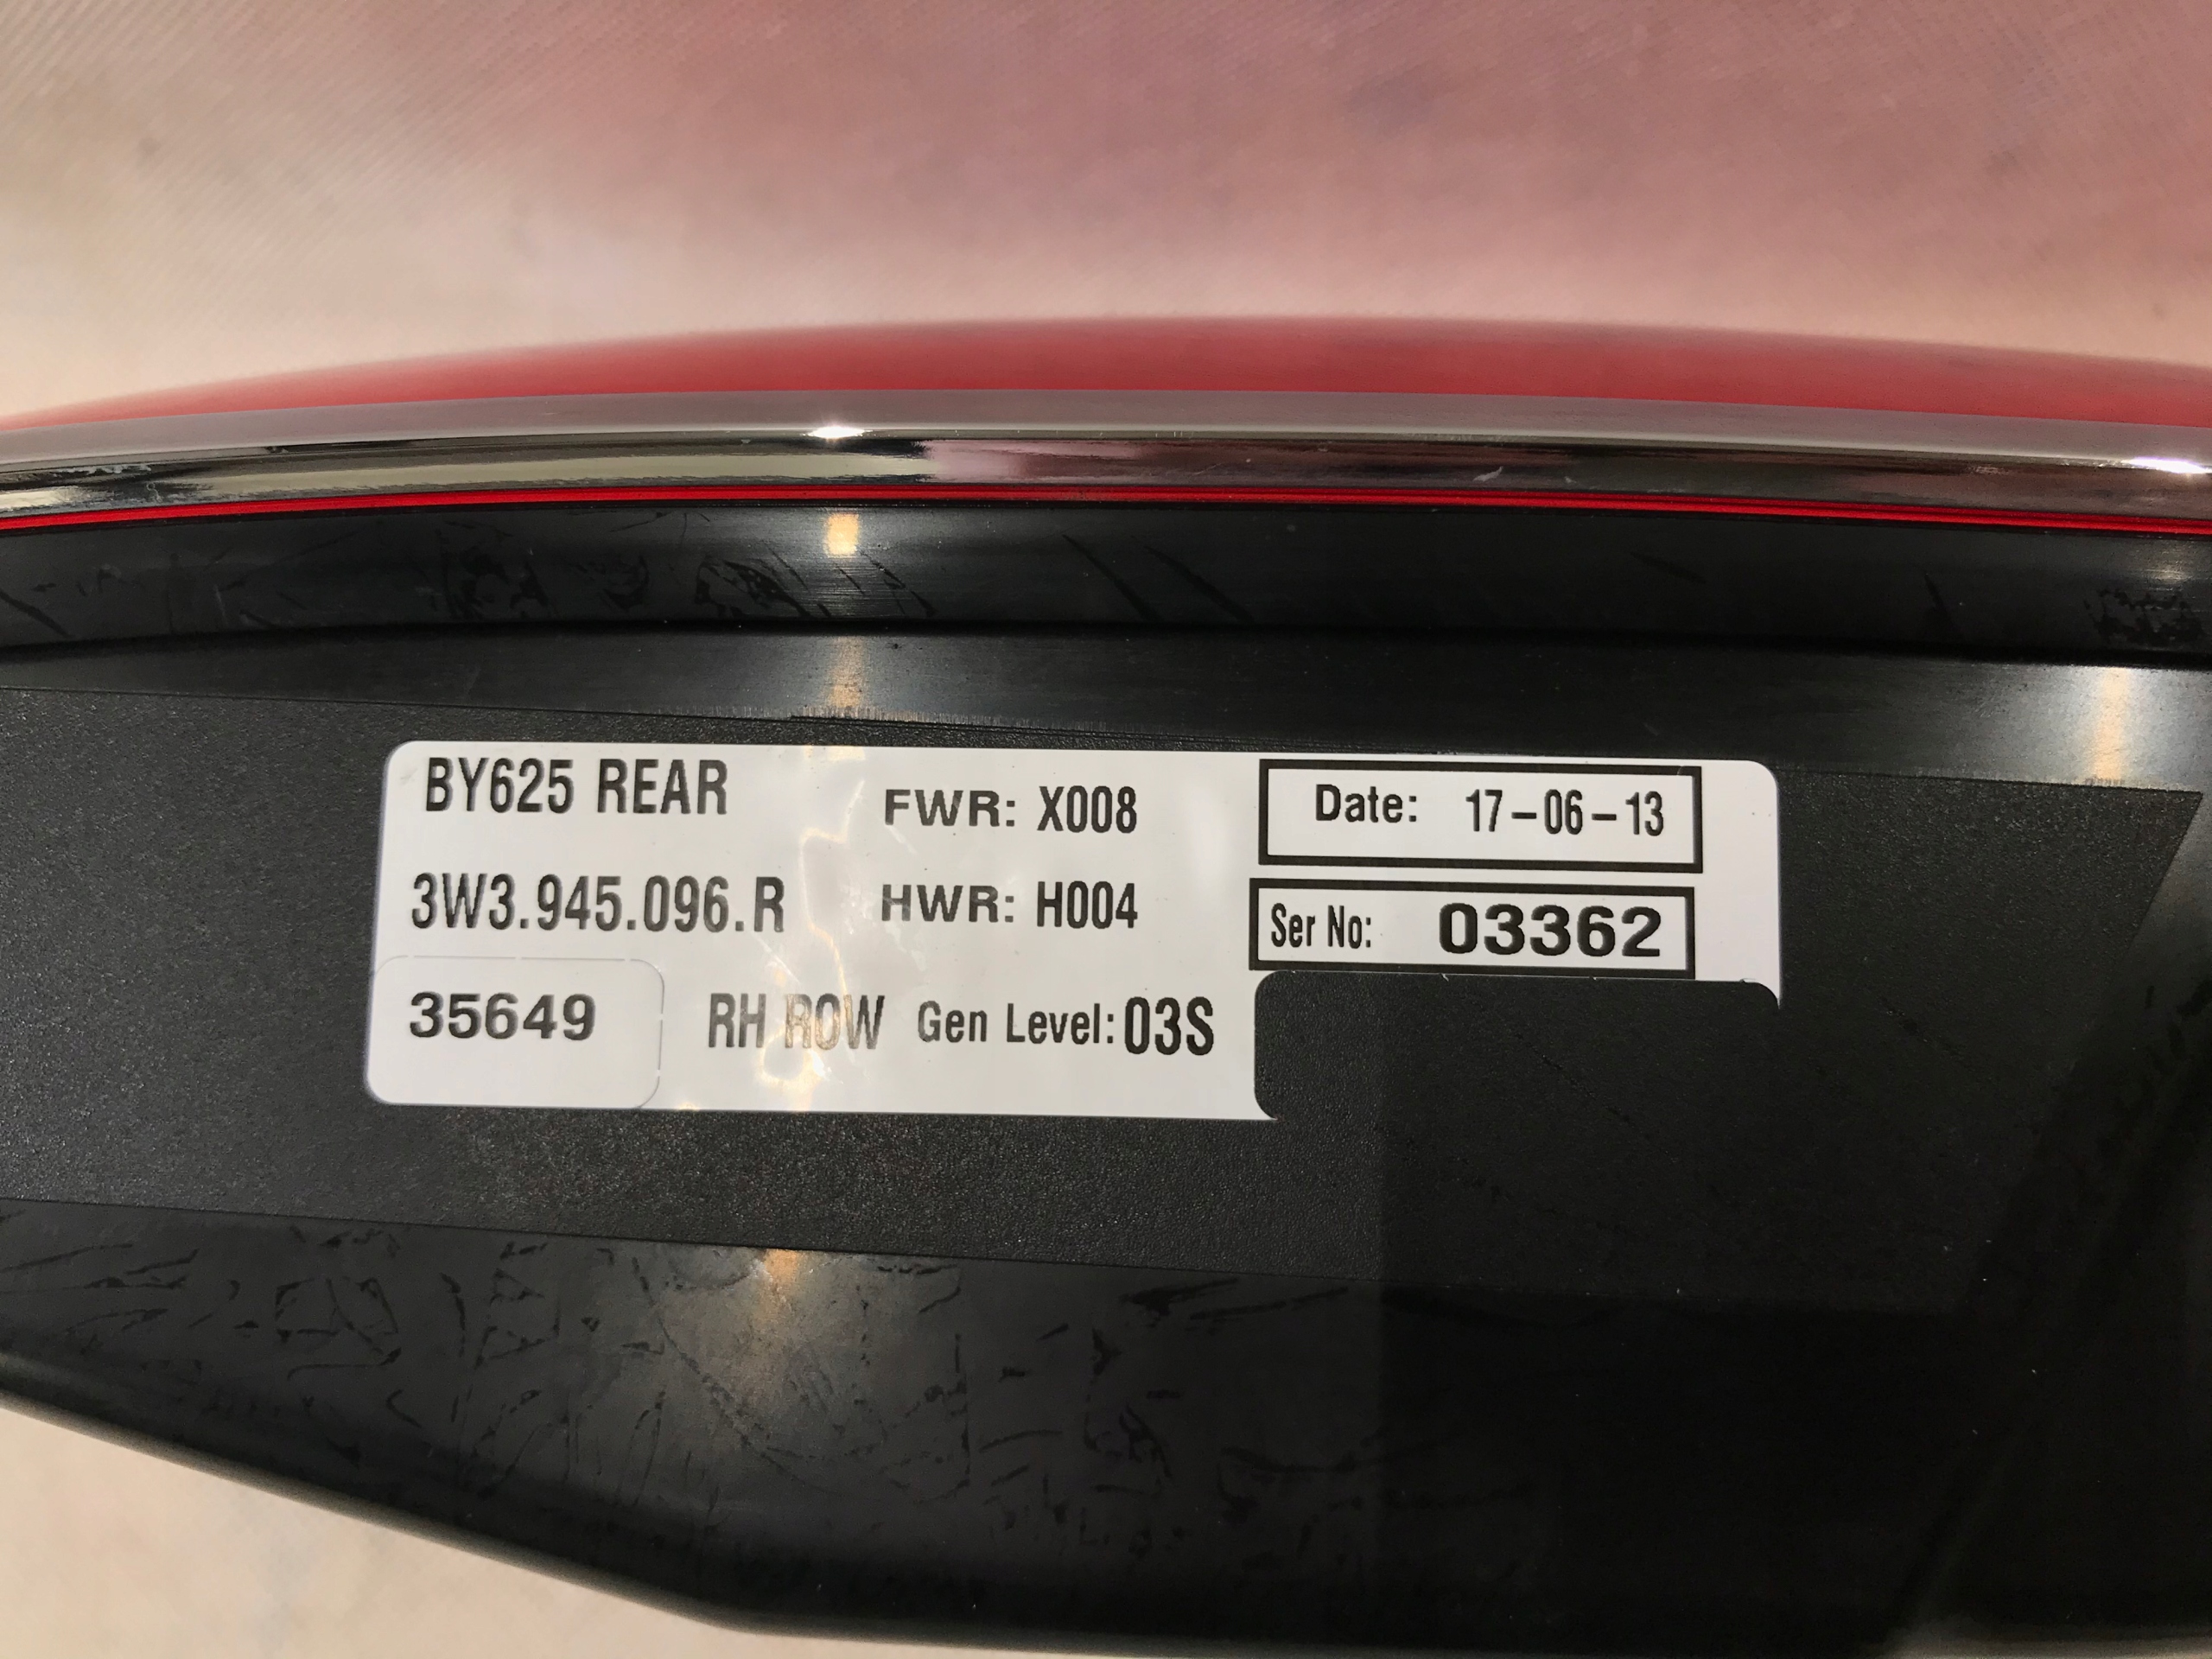 BY625 REAR FWR: X008 Date: 17-06-13
3W3.945.096.R HWR: H004 Ser No: 03362
35649 RH ROW Gen Level: 03S